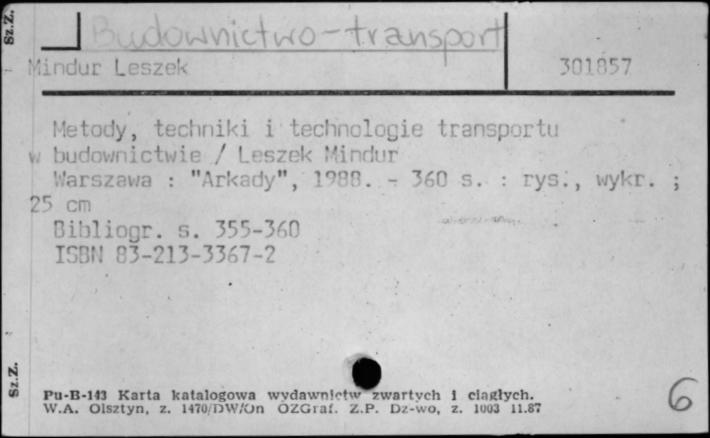 Sz.Z.
Budownictwo - transport
Mindur Leszek 301857
Metody, techniki i technologie transportu
w budownictwie / Leszek Mindur
Warszawa : "Arkady", 1988. - 360 s. : rys., wykr. ;
25 cm
Bibliogr. s. 355-360
ISBN 83-213-3367-2
Sz.Z.
Pu-B-143 Karta katalogowa wydawnictw zwartych i ciągłych.
W.A. Olsztyn, z. 1470/DW/Un OZGraf. Z.P. Dz-wo, z. 1003 11.87
6